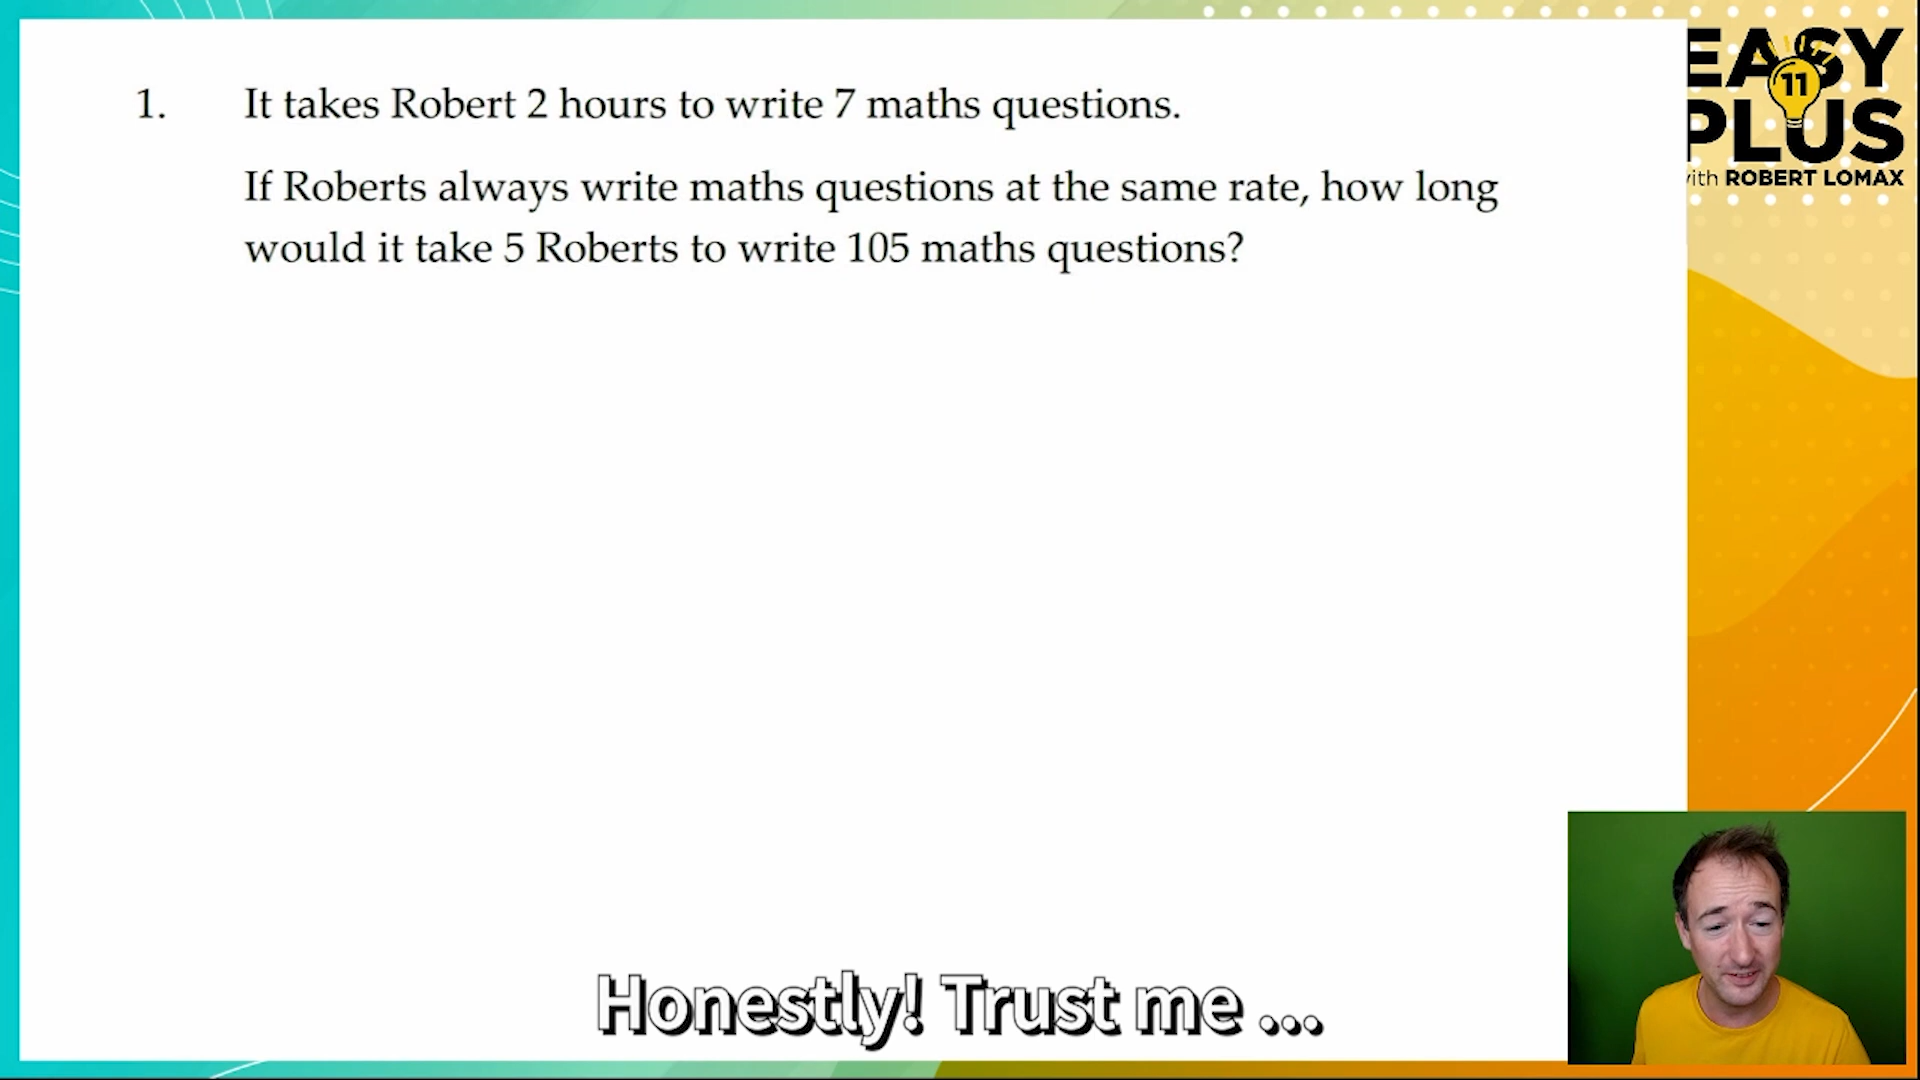 1. It takes Robert 2 hours to write 7 maths questions.
If Roberts always write maths questions at the same rate, how long
would it take 5 Roberts to write 105 maths questions?
EASY
11
PLUS
with ROBERT LOMAX
Honestly! Trust me ...